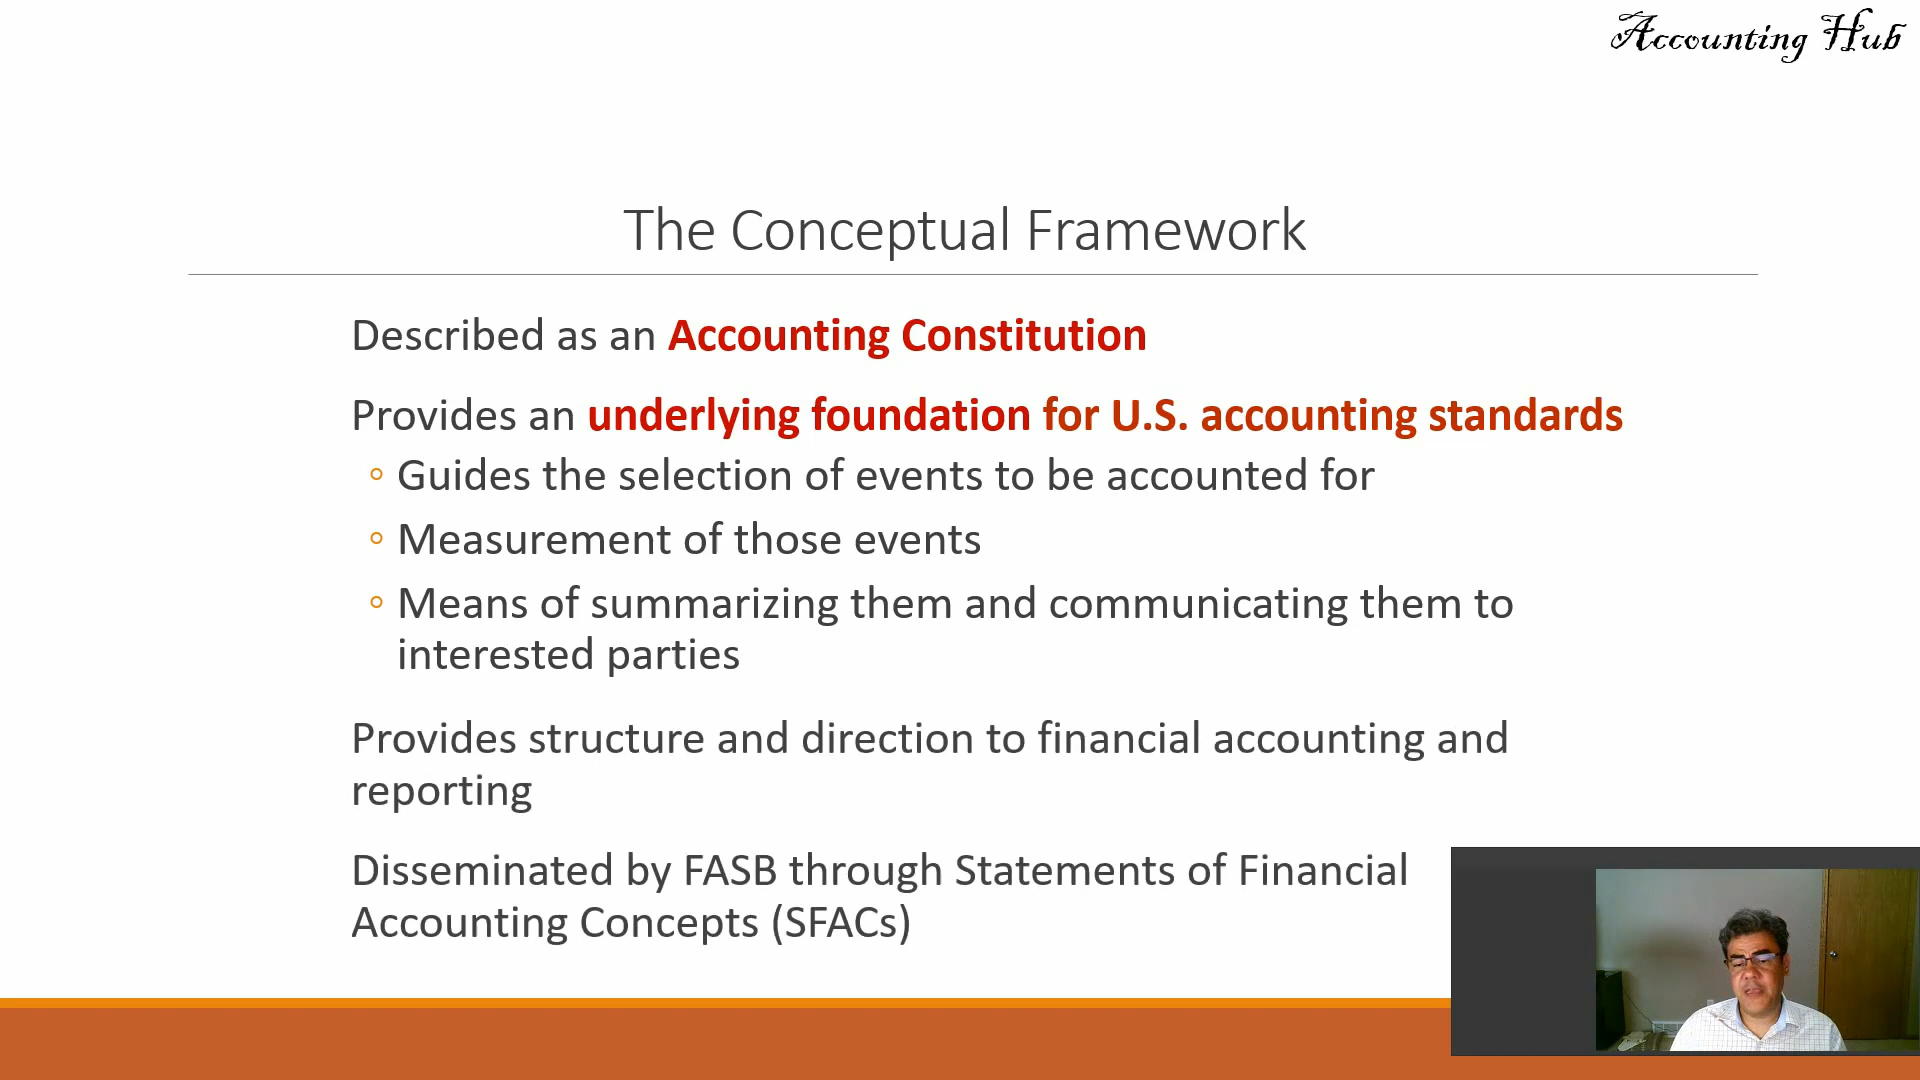 Accounting Hub
The Conceptual Framework
Described as an Accounting Constitution
Provides an underlying foundation for U.S. accounting standards
◦ Guides the selection of events to be accounted for
◦ Measurement of those events
◦ Means of summarizing them and communicating them to
interested parties
Provides structure and direction to financial accounting and
reporting
Disseminated by FASB through Statements of Financial
Accounting Concepts (SFACs)